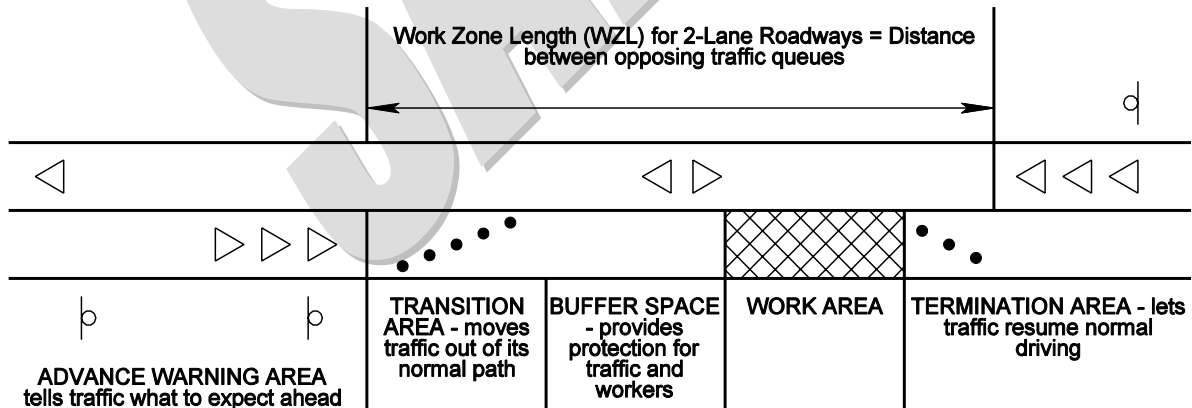 Work Zone Length (WZL) for 2-Lane Roadways = Distance
between opposing traffic queues
TRANSITION
AREA - moves
traffic out of its
normal path
BUFFER SPACE
- provides
protection for
traffic and
workers
WORK AREA
TERMINATION AREA - lets
traffic resume normal
driving
ADVANCE WARNING AREA
tells traffic what to expect ahead